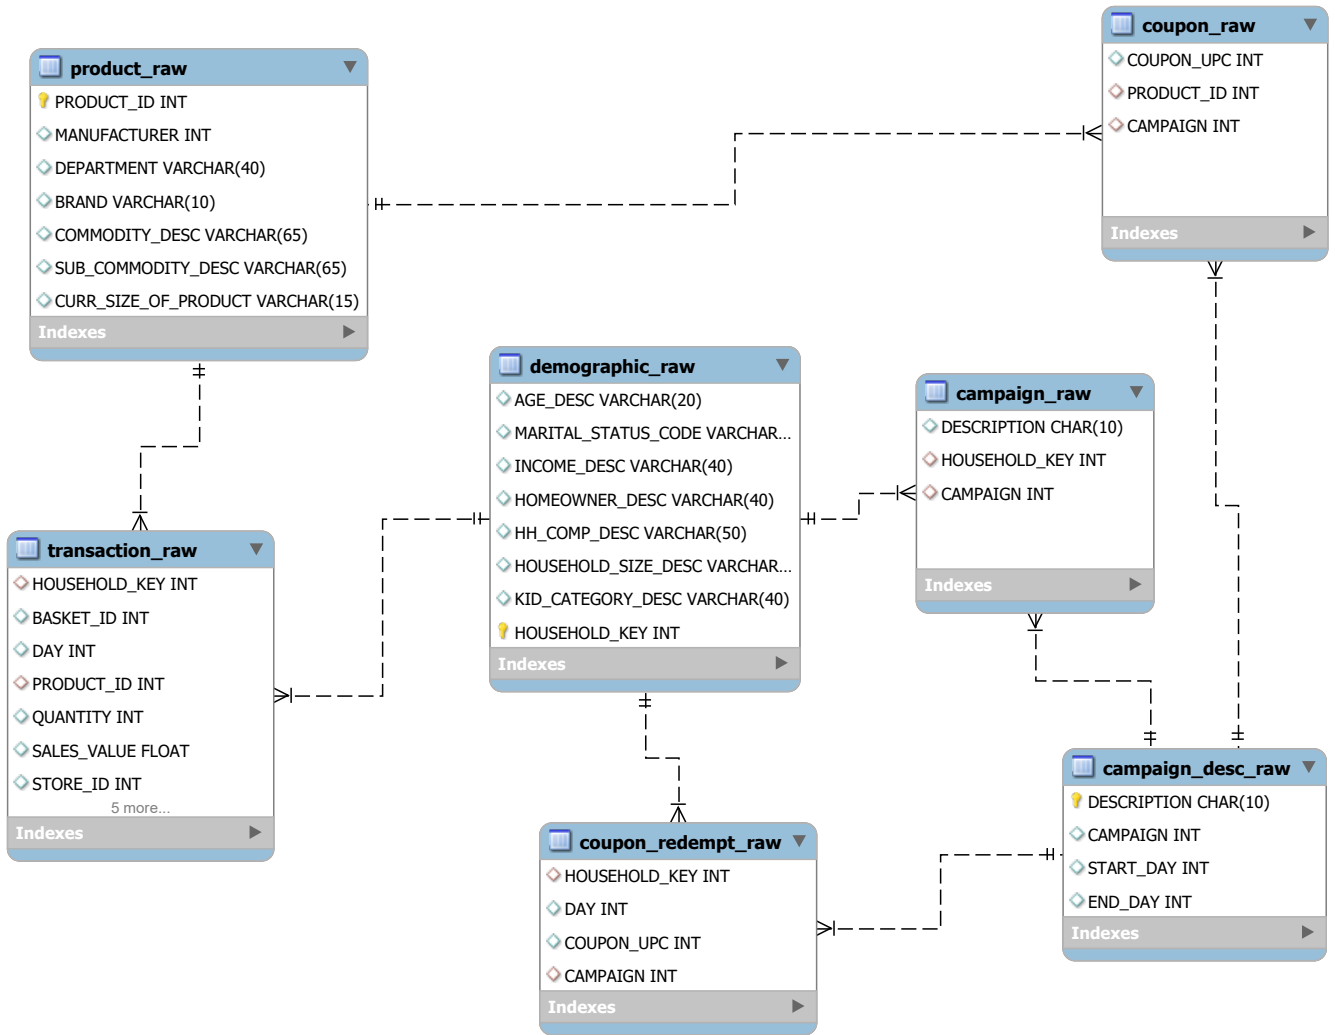 product_raw
PRODUCT_ID INT
MANUFACTURER INT
DEPARTMENT VARCHAR(40)
BRAND VARCHAR(10)
COMMODITY_DESC VARCHAR(65)
SUB_COMMODITY_DESC VARCHAR(65)
CURR_SIZE_OF_PRODUCT VARCHAR(15)
Indexes
coupon_raw
COUPON_UPC INT
PRODUCT_ID INT
CAMPAIGN INT
Indexes
demographic_raw
AGE_DESC VARCHAR(20)
MARITAL_STATUS_CODE VARCHAR...
INCOME_DESC VARCHAR(40)
HOMEOWNER_DESC VARCHAR(40)
HH_COMP_DESC VARCHAR(50)
HOUSEHOLD_SIZE_DESC VARCHAR...
KID_CATEGORY_DESC VARCHAR(40)
HOUSEHOLD_KEY INT
Indexes
campaign_raw
DESCRIPTION CHAR(10)
HOUSEHOLD_KEY INT
CAMPAIGN INT
Indexes
transaction_raw
HOUSEHOLD_KEY INT
BASKET_ID INT
DAY INT
PRODUCT_ID INT
QUANTITY INT
SALES_VALUE FLOAT
STORE_ID INT
5 more...
Indexes
coupon_redempt_raw
HOUSEHOLD_KEY INT
DAY INT
COUPON_UPC INT
CAMPAIGN INT
Indexes
campaign_desc_raw
DESCRIPTION CHAR(10)
CAMPAIGN INT
START_DAY INT
END_DAY INT
Indexes